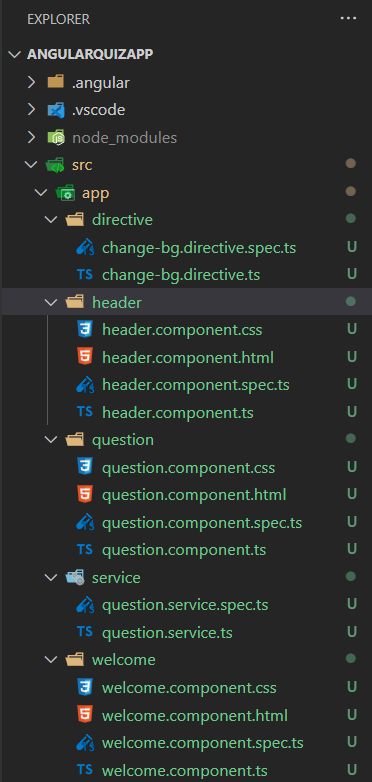 EXPLORER ...
ANGULARQUIZAPP
.angular
.vscode
node_modules
src
app
directive
change-bg.directive.spec.ts U
TS change-bg.directive.ts U
header
header.component.css U
header.component.html U
header.component.spec.ts U
TS header.component.ts U
question
question.component.css U
question.component.html U
question.component.spec.ts U
TS question.component.ts U
service
question.service.spec.ts U
TS question.service.ts U
welcome
welcome.component.css U
welcome.component.html U
welcome.component.spec.ts U
TS welcome.component.ts U